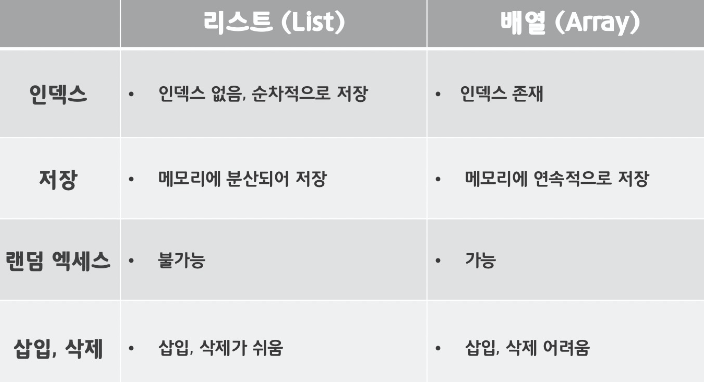 리스트 (List) 배열 (Array)
인덱스 • 인덱스 없음, 순차적으로 저장 • 인덱스 존재
저장 • 메모리에 분산되어 저장 • 메모리에 연속적으로 저장
랜덤 엑세스 • 불가능 • 가능
삽입, 삭제 • 삽입, 삭제가 쉬움 • 삽입, 삭제 어려움